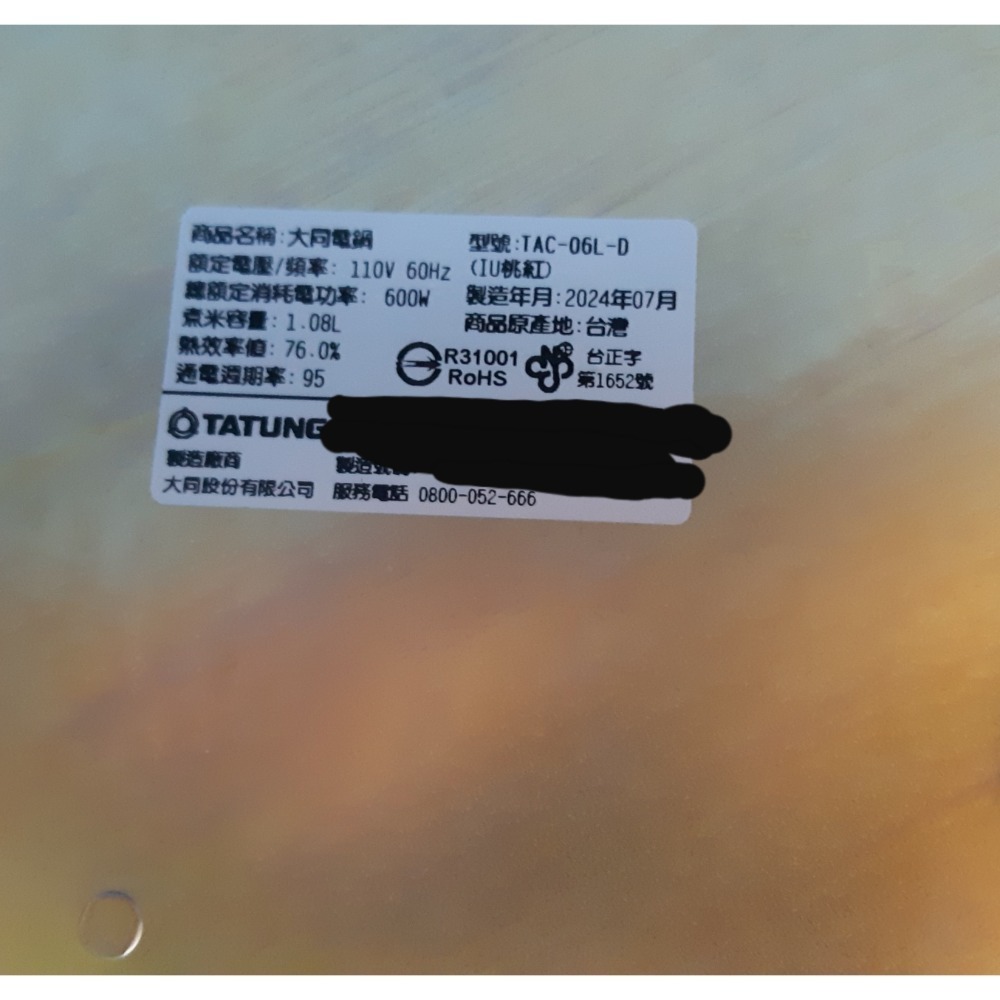 商品名稱:大同電鍋 型號:TAC-06L-D
額定電壓/頻率: 110V 60Hz (IU桃紅)
總額定消耗電功率: 600W 製造年月:2024年07月
煮米容量: 1.08L 商品原產地:台灣
熱效率值: 76.0% R31001 台正字
通電週期率: 95 RoHS 第1652號
TATUNG
製造廠商 製造號碼
大同股份有限公司 服務電話 0800-052-666